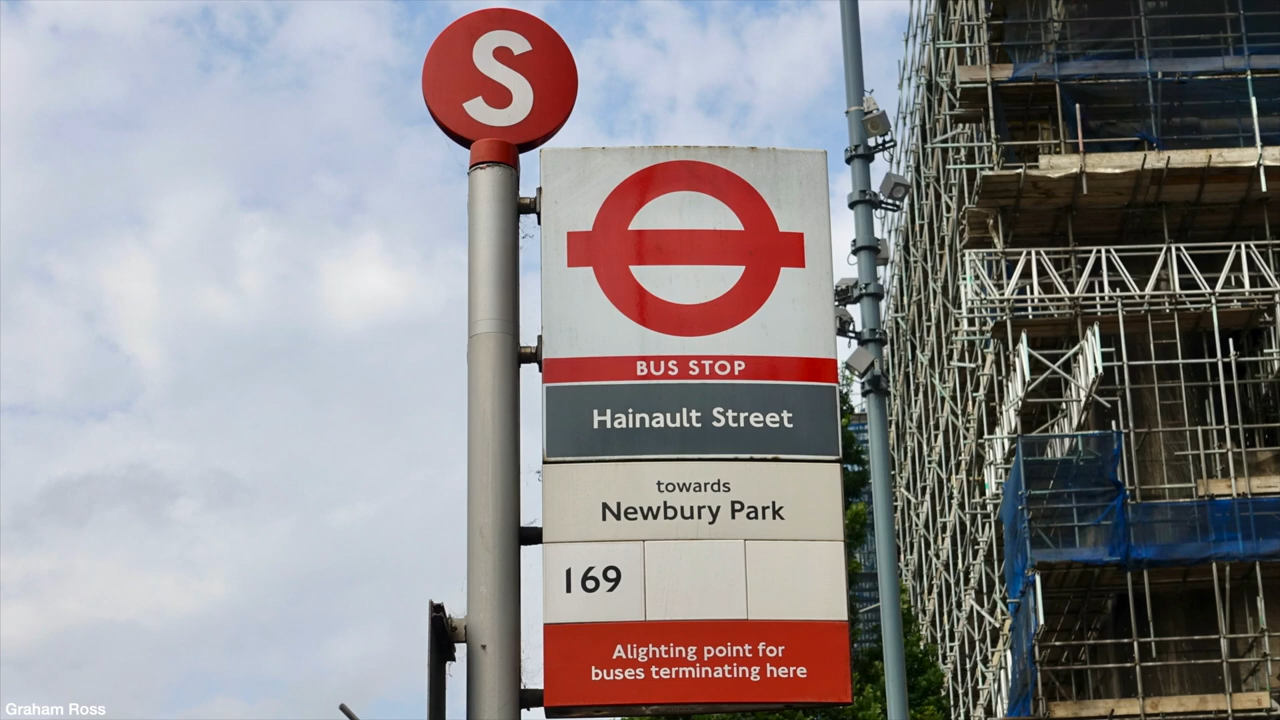 S
BUS STOP
Hainault Street
towards
Newbury Park
169
Alighting point for
buses terminating here
Graham Ross